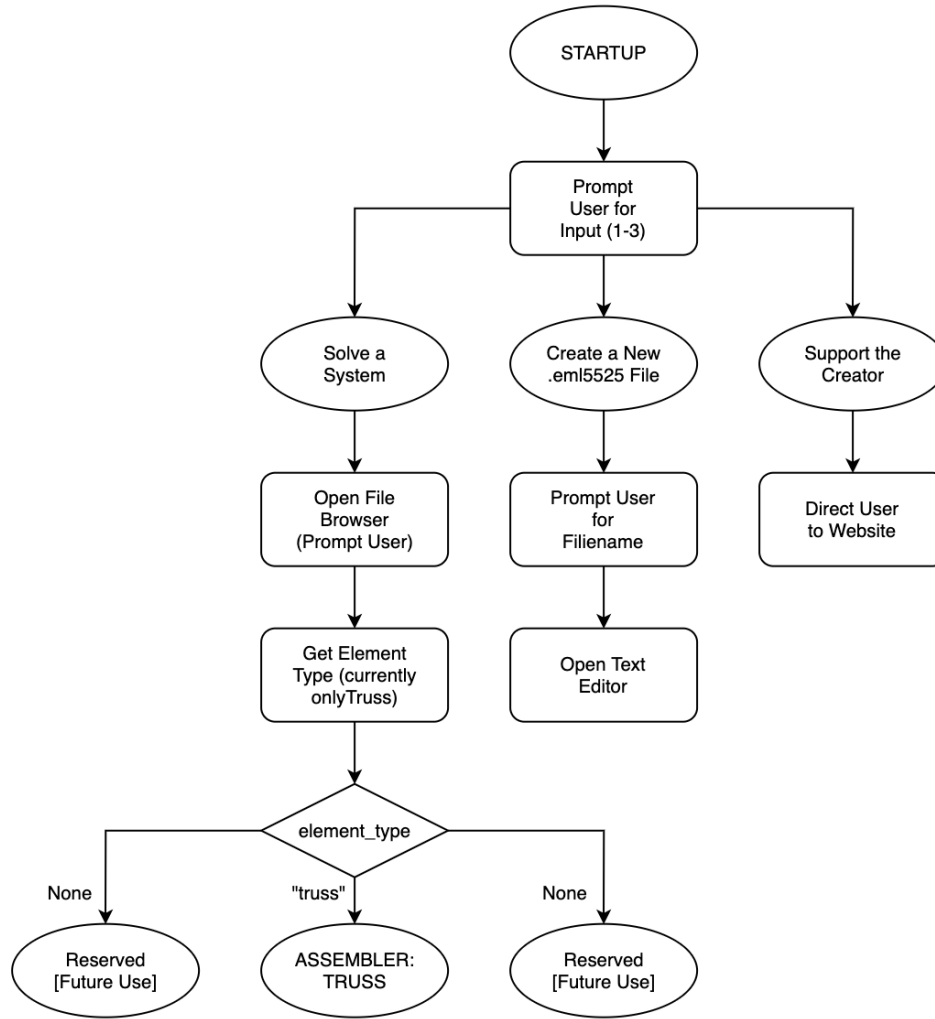 STARTUP
Prompt
User for
Input (1-3)
Solve a
System
Create a New
.eml5525 File
Support the
Creator
Open File
Browser
(Prompt User)
Prompt User
for
Filiename
Direct User
to Website
Get Element
Type (currently
onlyTruss)
Open Text
Editor
element_type
None
"truss"
None
Reserved
[Future Use]
ASSEMBLER:
TRUSS
Reserved
[Future Use]